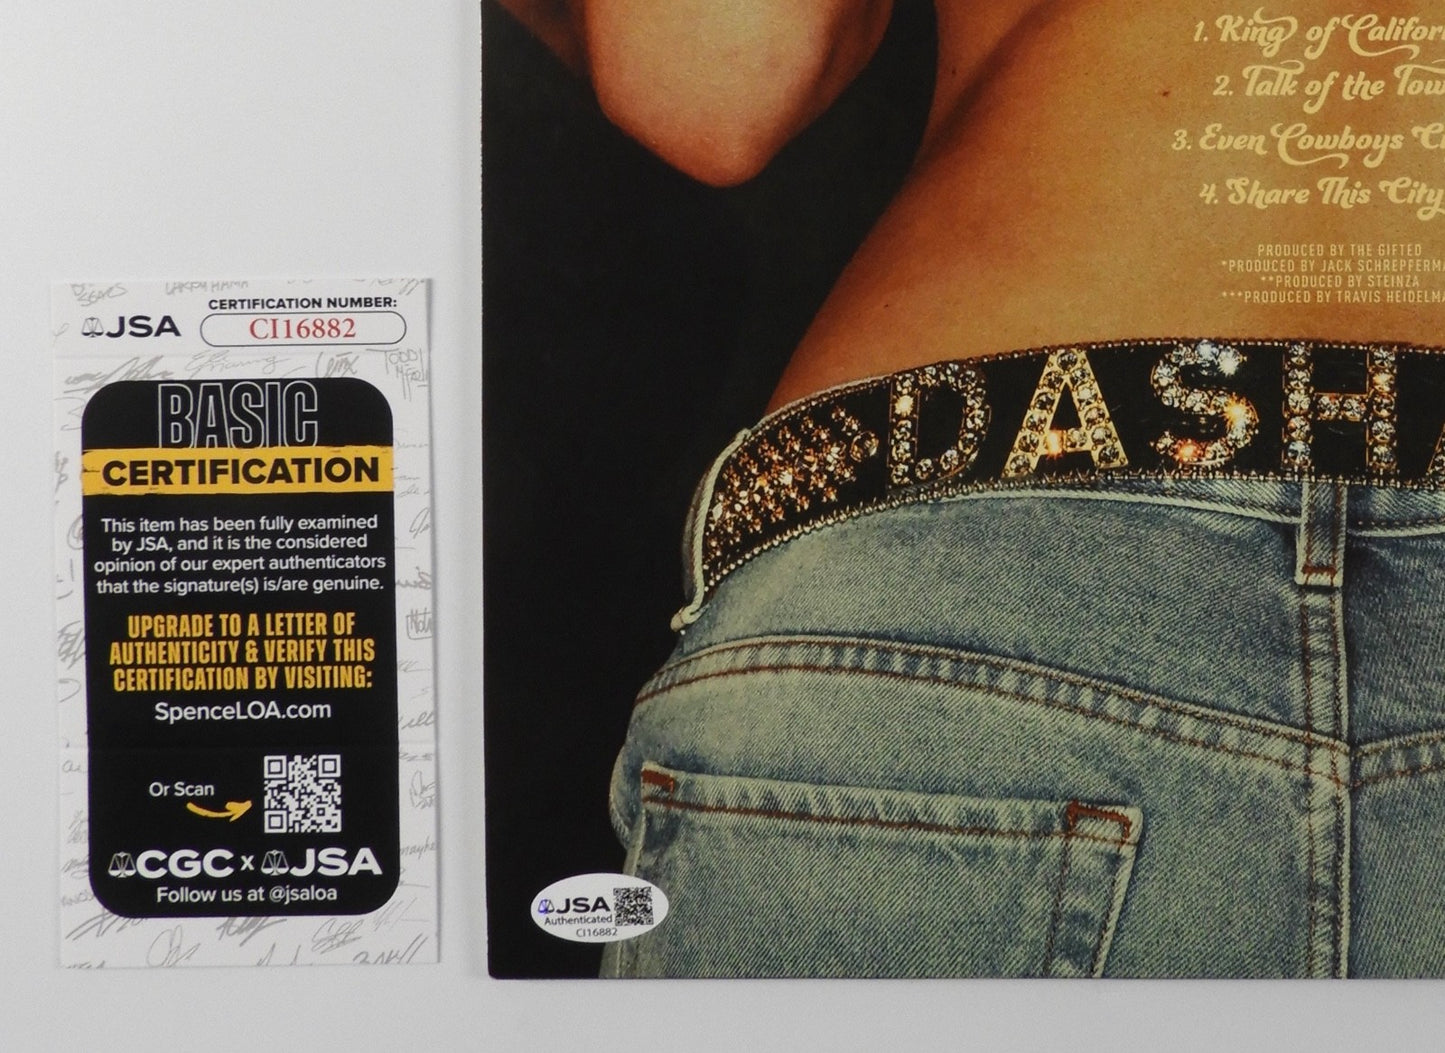 JSA
CERTIFICATION NUMBER:
CI16882
BASIC
CERTIFICATION
This item has been fully examined
by JSA, and it is the considered
opinion of our expert authenticators
that the signature(s) is/are genuine.
UPGRADE TO A LETTER OF
AUTHENTICITY & VERIFY THIS
CERTIFICATION BY VISITING:
SpenceLOA.com
Or Scan
CGC x JSA
Follow us at @jsaloa
1. King of Californ
2. Talk of the Tow
3. Even Cowboys C
4. Share This City
PRODUCED BY THE GIFTED
*PRODUCED BY JACK SCHREPFERMA
**PRODUCED BY STEINZA
***PRODUCED BY TRAVIS HEIDELMA
DASHA
JSA
Authenticated
CI16882